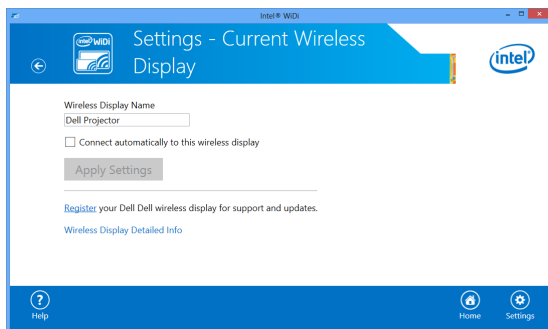 Intel® WiDi
intel WiDi
Settings - Current Wireless
Display
intel
Wireless Display Name
Dell Projector
Connect automatically to this wireless display
Apply Settings
Register your Dell Dell wireless display for support and updates.
Wireless Display Detailed Info
?
Help
Home
Settings